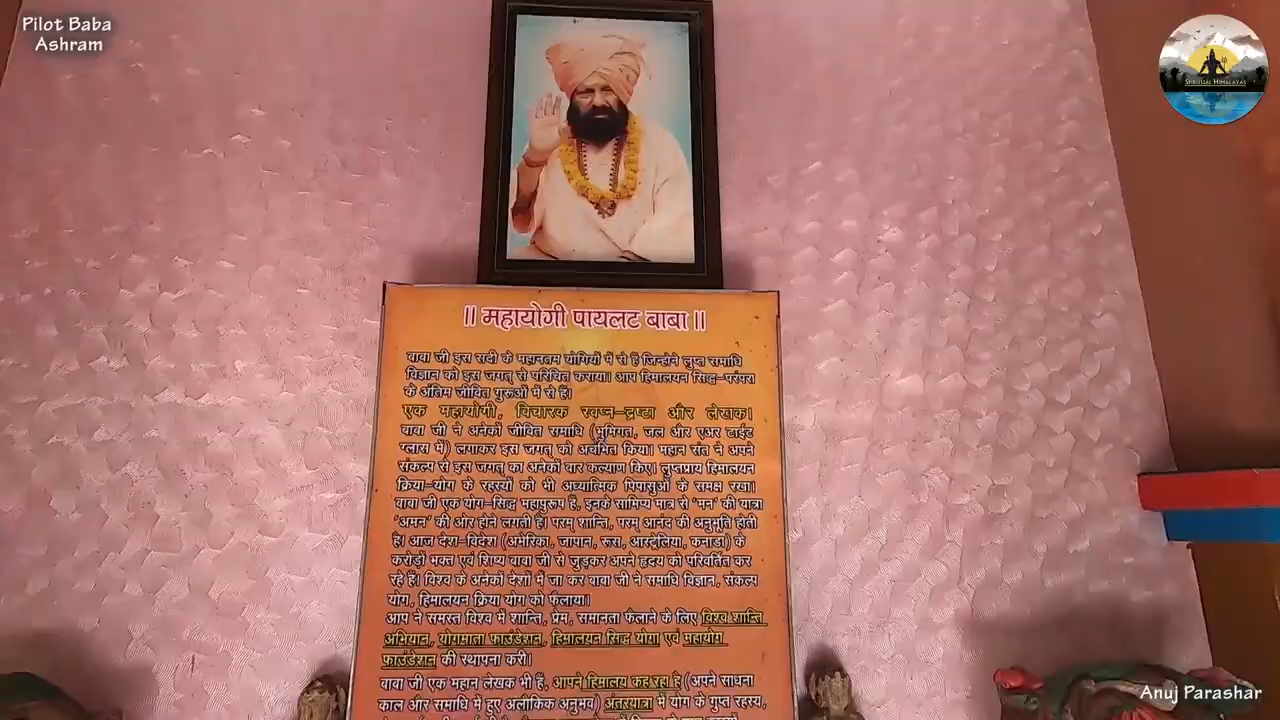 Pilot Baba
Ashram
SPIRITUAL HIMALAYAS
॥ महायोगी पायलट बाबा ॥
बाबा जी इस सदी के महानतम योगियों में से हैं जिन्होंने लुप्त समाधि
विज्ञान को इस जगत् से परिचित कराया। आप हिमालयन सिद्ध-परंपरा
के अंतिम जीवित गुरूओं में से हैं।
एक महायोगी, विचारक स्वप्न-द्रष्टा और लेखक।
बाबा जी ने अनेकों जीवित समाधि (भूमिगत, जल और एअर टाईट
ग्लास में) लगाकर इस जगत् को अचंभित किया। महान संत ने अपने
संकल्प से इस जगत् का अनेकों बार कल्याण किए। लुप्तप्राय हिमालयन
क्रिया-योग के रहस्यों को भी अध्यात्मिक पिपासुओं के समक्ष रखा।
बाबा जी एक योग-सिद्ध महापुरूष हैं, इनके सामिप्य मात्र से 'मन' की यात्रा
'अमन' की ओर होने लगती हैं। परम् शान्ति, परम् आनंद की अनुभूति होती
है। आज देश-विदेश (अमेरिका, जापान, रूस, आस्ट्रेलिया, कनाडा) के
करोड़ों भक्त एवं शिष्य बाबा जी से जुड़कर अपने ह्रदय को परिवर्तित कर
रहे हैं। विश्व के अनेकों देशों में जा कर बाबा जी ने समाधि विज्ञान, संकल्प
योग, हिमालयन क्रिया योग को फैलाया।
आप ने समस्त विश्व में शान्ति, प्रेम, समानता फैलाने के लिए विश्व शान्ति
अभियान, योगमाता फाउंडेशन, हिमालयन सिद्ध योगा एवं महायोग
फाउंडेशन की स्थापना करी।
बाबा जी एक महान लेखक भी हैं, आपने हिमालय कह रहा है (अपने साधना
काल और समाधि में हुए अलौकिक अनुभव) अंतरयात्रा में योग के गुप्त रहस्य,
Anuj Parashar